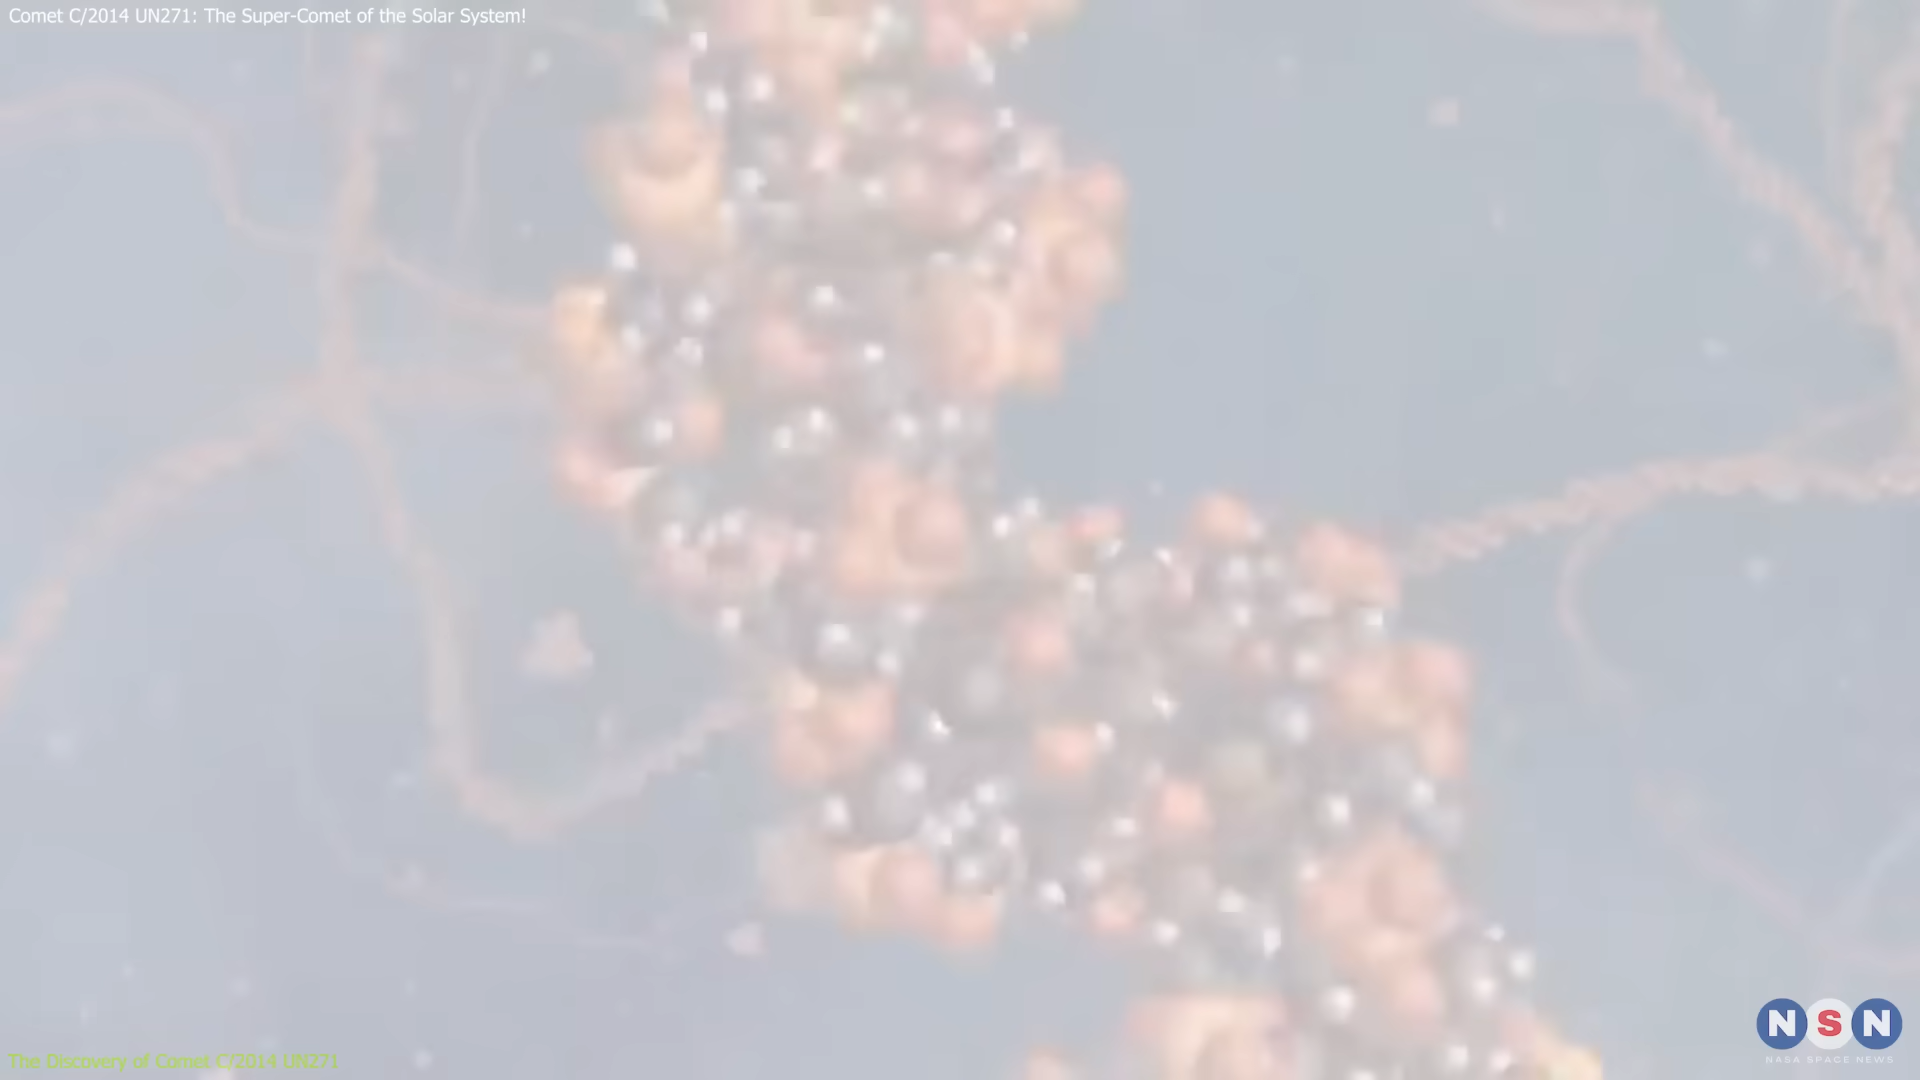 Comet C/2014 UN271: The Super-Comet of the Solar System!
The Discovery of Comet C/2014 UN271
NSN
NASA SPACE NEWS